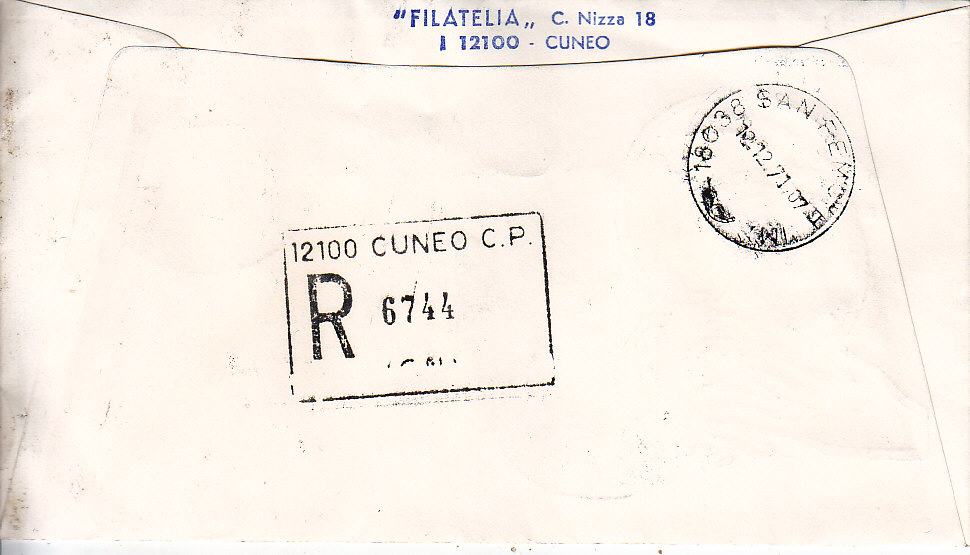 "FILATELIA„ C. Nizza 18
I 12100 - CUNEO
18038 SAN REMO
12.12.71.07
12100 CUNEO C.P.
R 6744